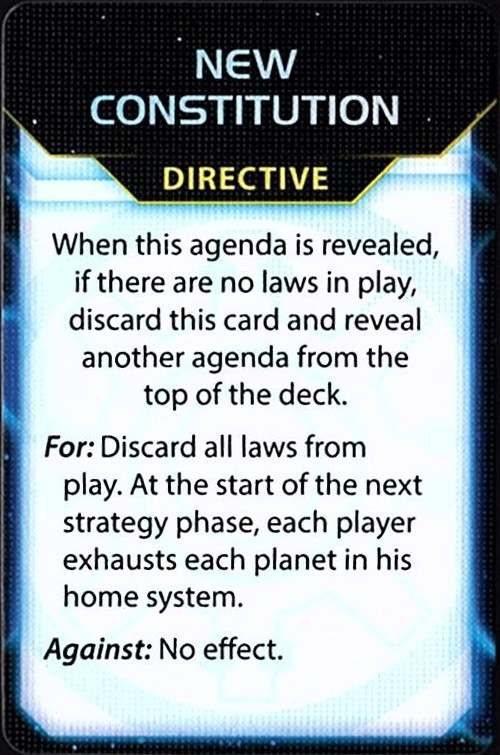 NEW
CONSTITUTION
DIRECTIVE
When this agenda is revealed,
if there are no laws in play,
discard this card and reveal
another agenda from the
top of the deck.
For: Discard all laws from
play. At the start of the next
strategy phase, each player
exhausts each planet in his
home system.
Against: No effect.